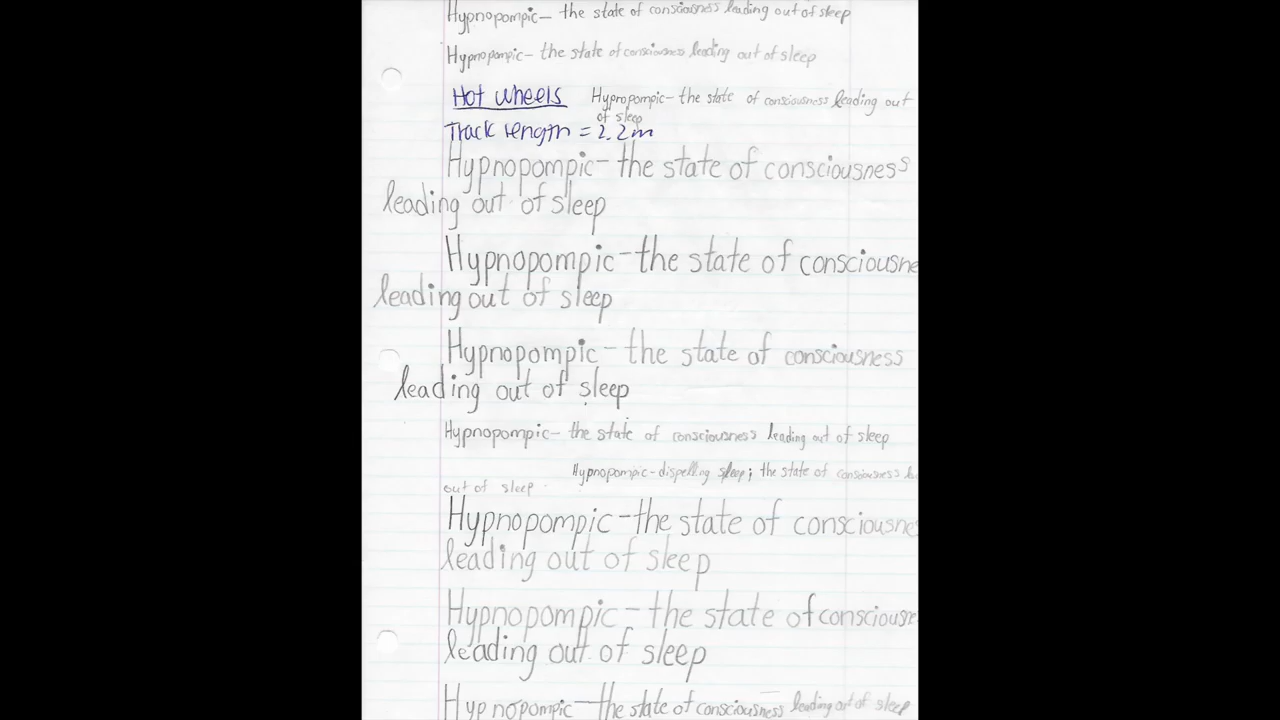 Hypnopompic- the state of consciousness leading out of sleep
Hypnopompic- the state of consciousness leading out of sleep
Hot wheels Hypnopompic- the state of consciousness leading out
of sleep
Track length = 2.2m
Hypnopompic- the state of consciousness
leading out of sleep
Hypnopompic-the state of consciousne
leading out of sleep
Hypnopompic- the state of consciousness
leading out of sleep
Hypnopompic- the state of consciousness leading out of sleep
Hypnopompic-dispelling sleep; the state of consciousness le
out of sleep
Hypnopompic-the state of consciousne
leading out of sleep
Hypnopompic - the state of consciousne
leading out of sleep
Hypnopompic-the state of consciousness leading out of sleep